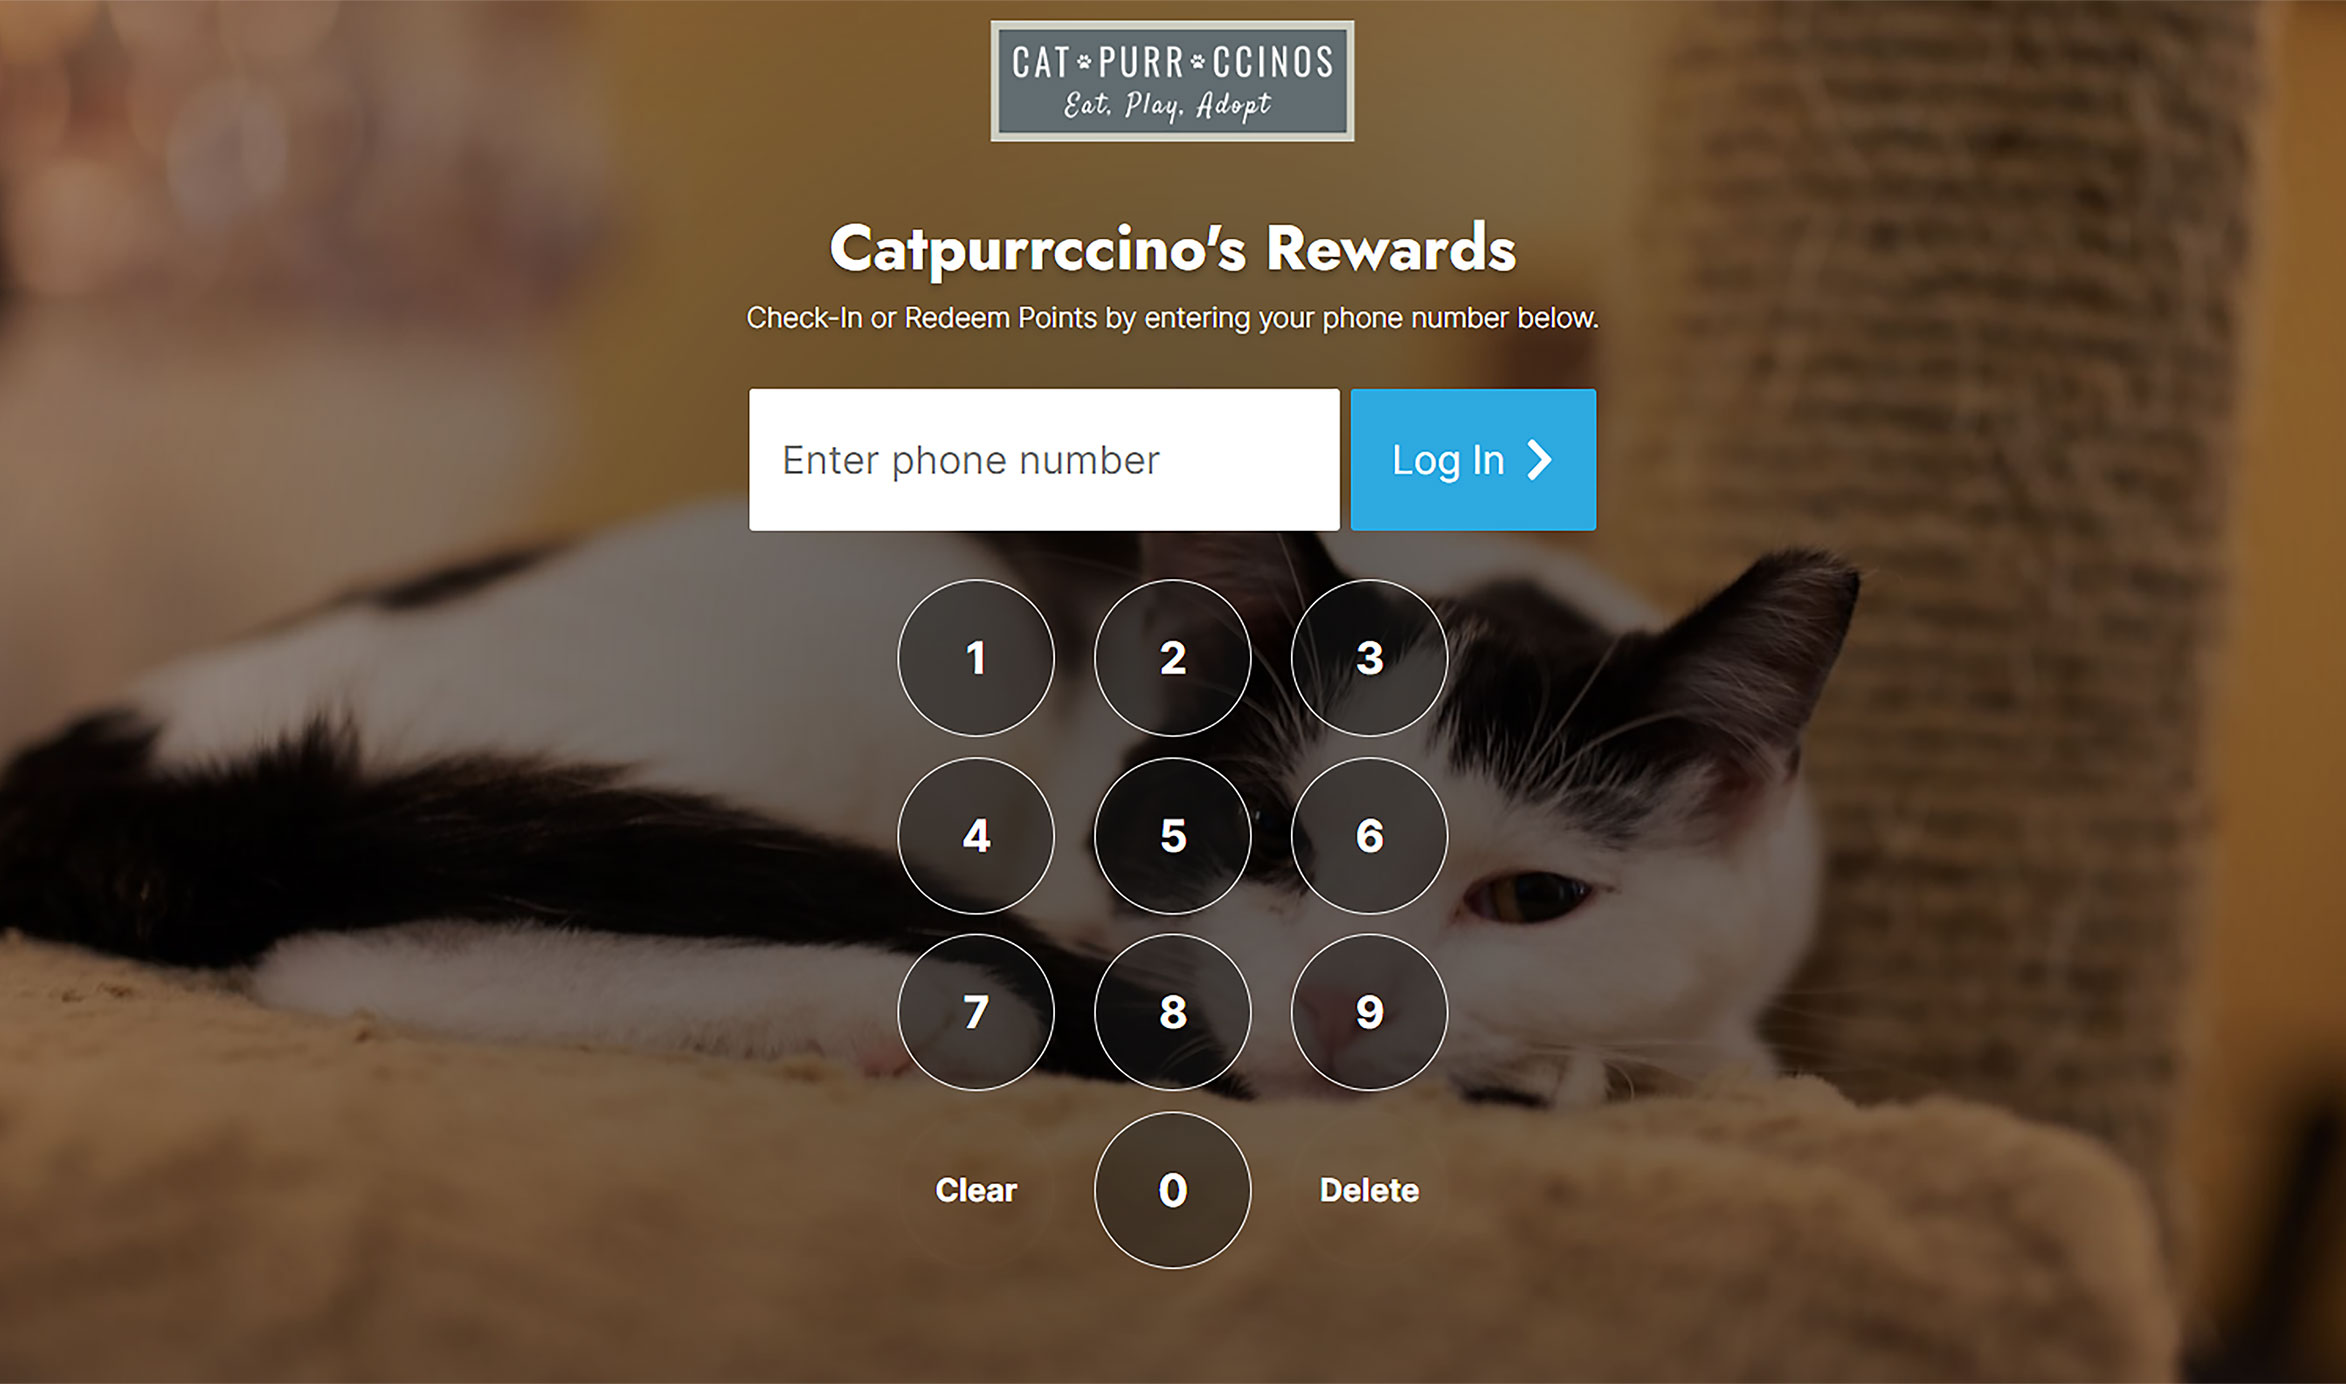 CAT PURR CCINOS
Eat, Play, Adopt
Catpurrccino's Rewards
Check-In or Redeem Points by entering your phone number below.
Enter phone number
Log In
1 2 3
4 5 6
7 8 9
Clear 0 Delete